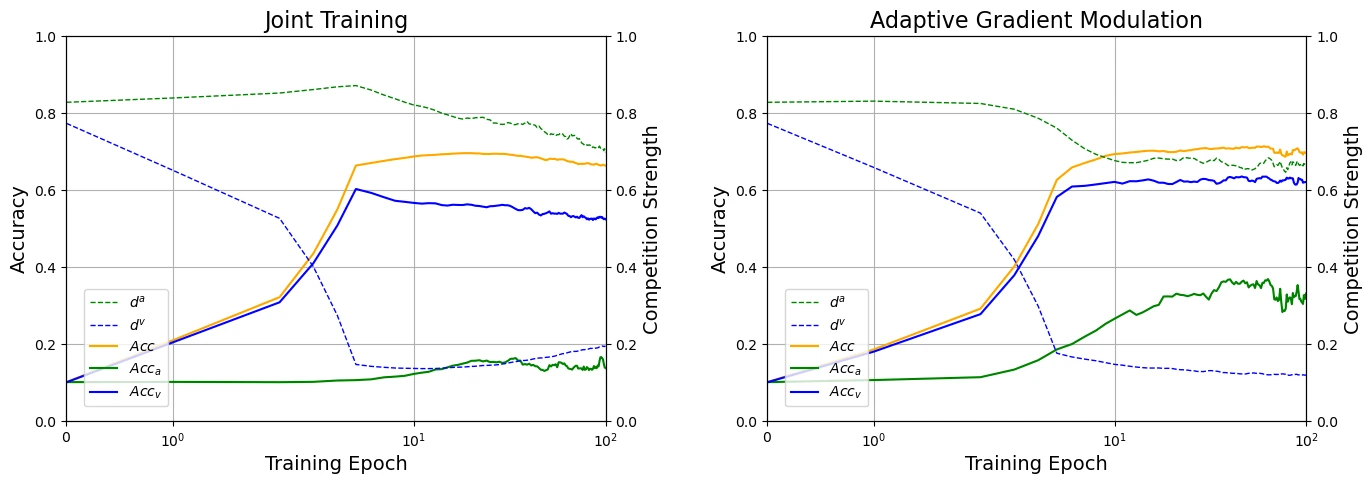 Joint Training
1.0
0.8
0.6
0.4
0.2
0.0
Accuracy
1.0
0.8
0.6
0.4
0.2
0.0
Competition Strength
d^a
d^v
Acc
Acc_a
Acc_v
0
10^0
10^1
10^2
Training Epoch
Adaptive Gradient Modulation
1.0
0.8
0.6
0.4
0.2
0.0
Accuracy
1.0
0.8
0.6
0.4
0.2
0.0
Competition Strength
d^a
d^v
Acc
Acc_a
Acc_v
0
10^0
10^1
10^2
Training Epoch